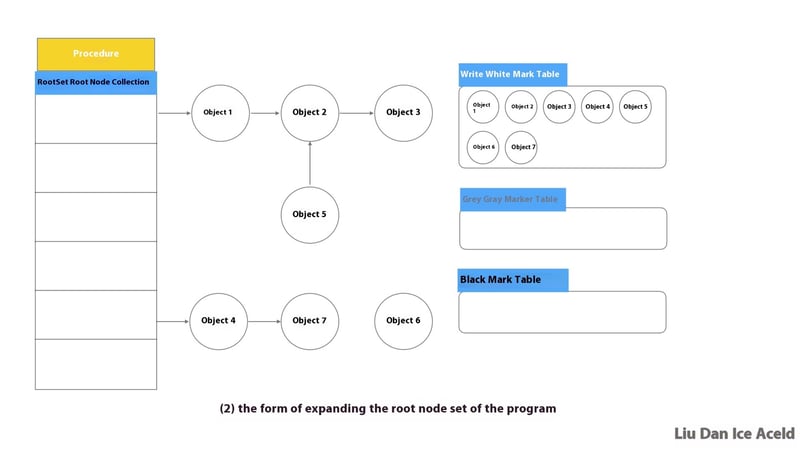 Procedure
RootSet Root Node Collection
Object 1
Object 2
Object 3
Object 5
Object 4
Object 7
Object 6
Write White Mark Table
Object
1
Object 2
Object 3
Object 4
Object 5
Object 6
Object 7
Grey Gray Marker Table
Black Mark Table
(2) the form of expanding the root node set of the program
Liu Dan Ice Aceld